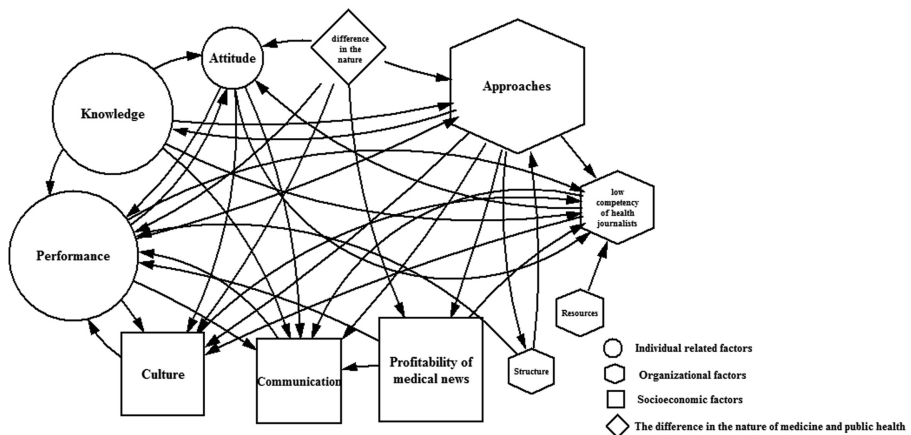 difference
in the
nature
Attitude
Approaches
Knowledge
low
competency
of health
journalists
Performance
Resources
Culture
Communication
Profitability of
medical news
Structure
Individual related factors
Organizational factors
Socioeconomic factors
The difference in the nature of medicine and public health